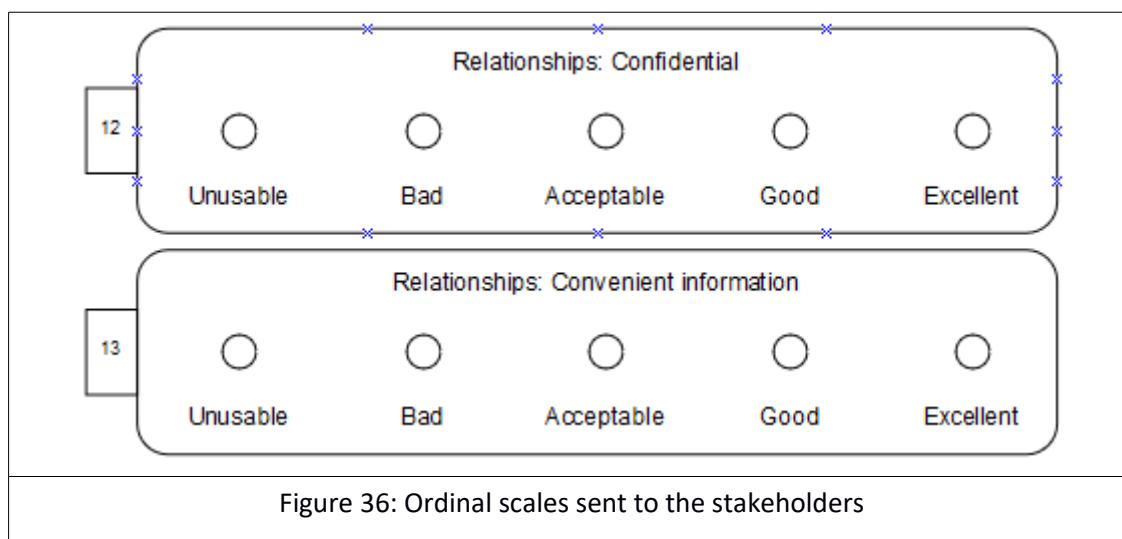 Relationships: Confidential
12
Unusable Bad Acceptable Good Excellent
Relationships: Convenient information
13
Unusable Bad Acceptable Good Excellent
Figure 36: Ordinal scales sent to the stakeholders